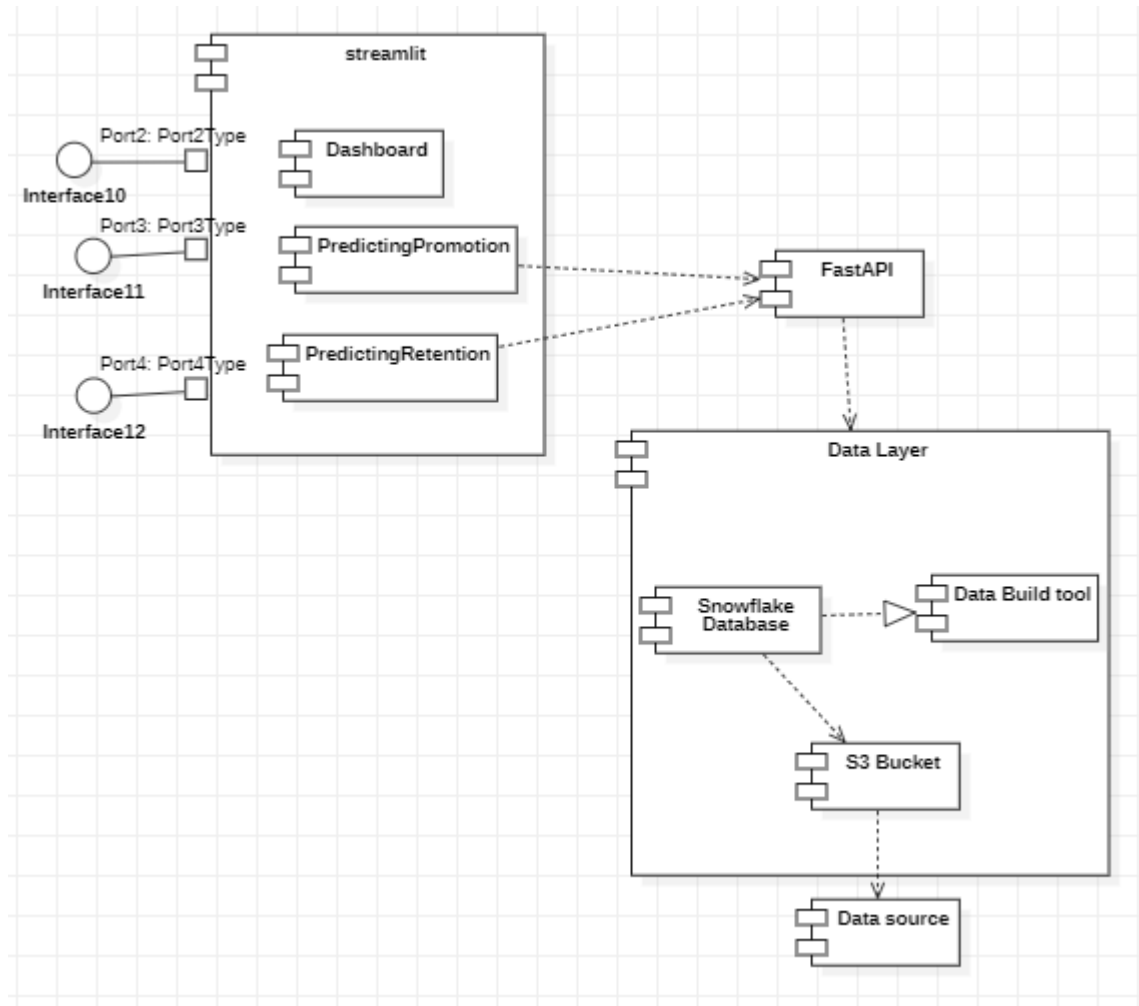 streamlit
Port2: Port2Type
Dashboard
Interface10
Port3: Port3Type
PredictingPromotion
FastAPI
Interface11
Port4: Port4Type
PredictingRetention
Interface12
Data Layer
Snowflake
Database
Data Build tool
S3 Bucket
Data source